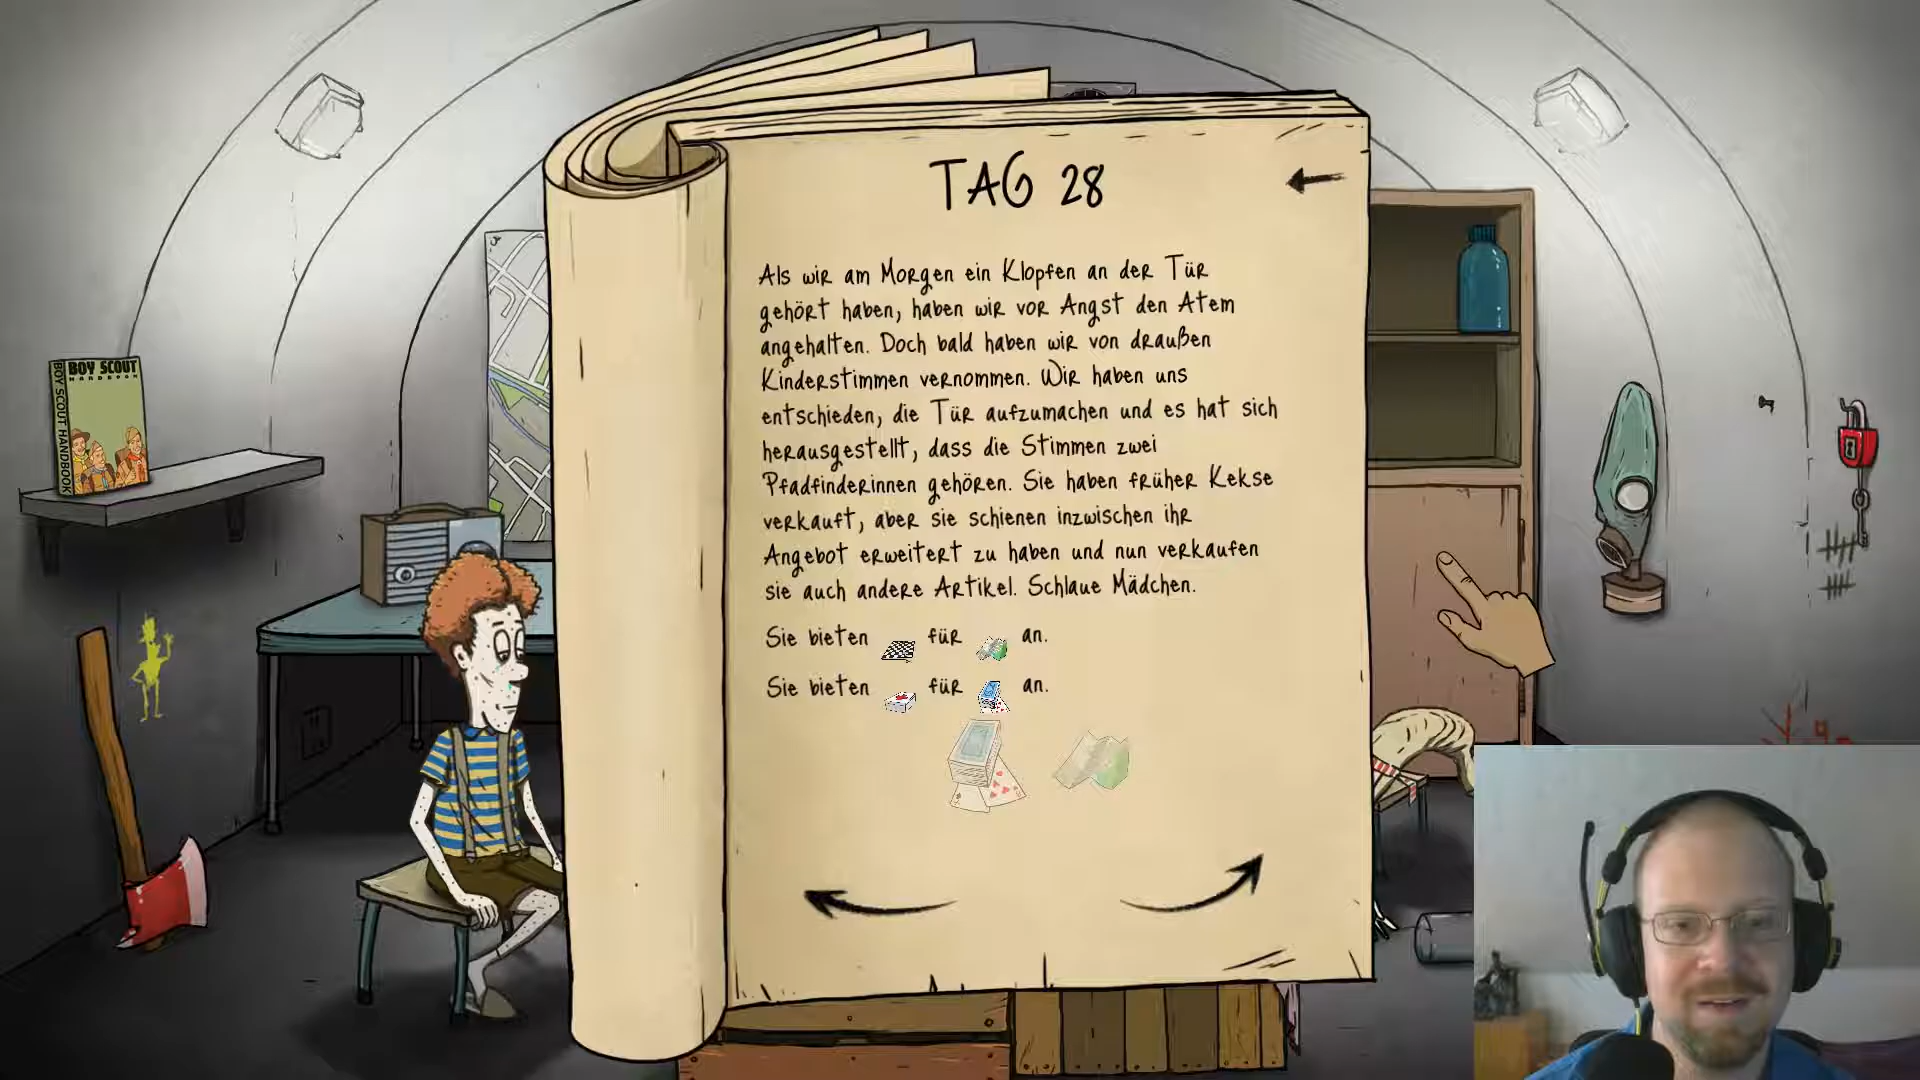 TAG 28
Als wir am Morgen ein Klopfen an der Tür
gehört haben, haben wir vor Angst den Atem
angehalten. Doch bald haben wir von draußen
Kinderstimmen vernommen. Wir haben uns
entschieden, die Tür aufzumachen und es hat sich
herausgestellt, dass die Stimmen zwei
Pfadfinderinnen gehören. Sie haben früher Kekse
verkauft, aber sie schienen inzwischen ihr
Angebot erweitert zu haben und nun verkaufen
sie auch andere Artikel. Schlaue Mädchen.
Sie bieten für an.
Sie bieten für an.
BOY SCOUT
HANDBOOK
BOY SCOUT HANDBOOK